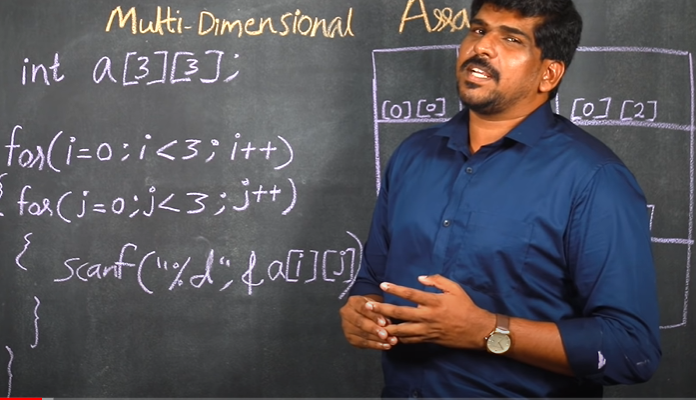 Multi-Dimensional
int a[3][3];
[0][0] [0][2]
for(i=0;i<3;i++)
{ for(j=0;j<3;j++)
{ scanf("%d",&a[i][j])
}
}